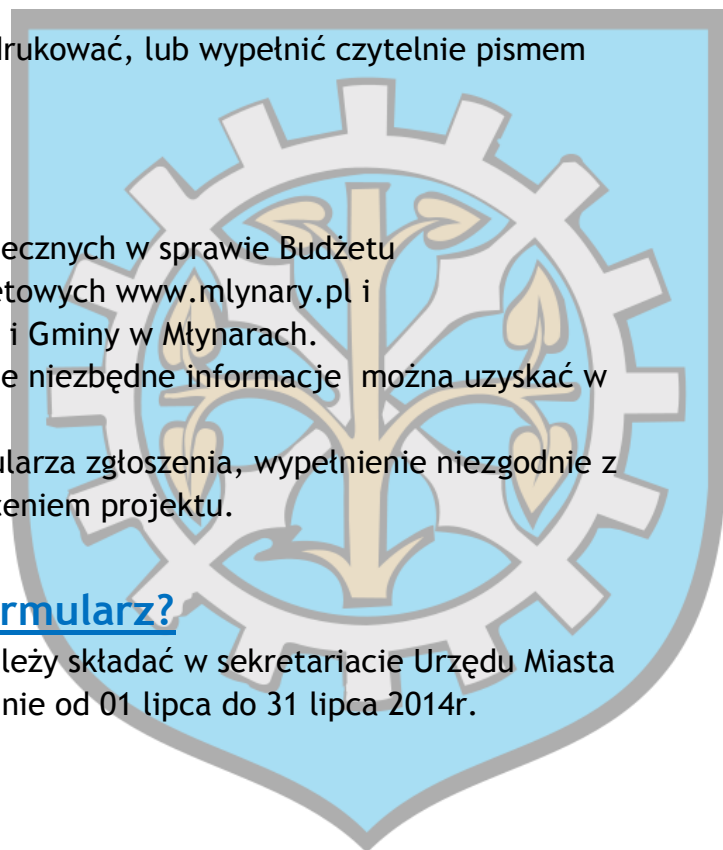 drukować, lub wypełnić czytelnie pismem
ecznych w sprawie Budżetu
etowych www.mlynary.pl i
i Gminy w Młynarach.
e niezbędne informacje  można uzyskać w
ularza zgłoszenia, wypełnienie niezgodnie z
eniem projektu.
rmularz?
leży składać w sekretariacie Urzędu Miasta
nie od 01 lipca do 31 lipca 2014r.